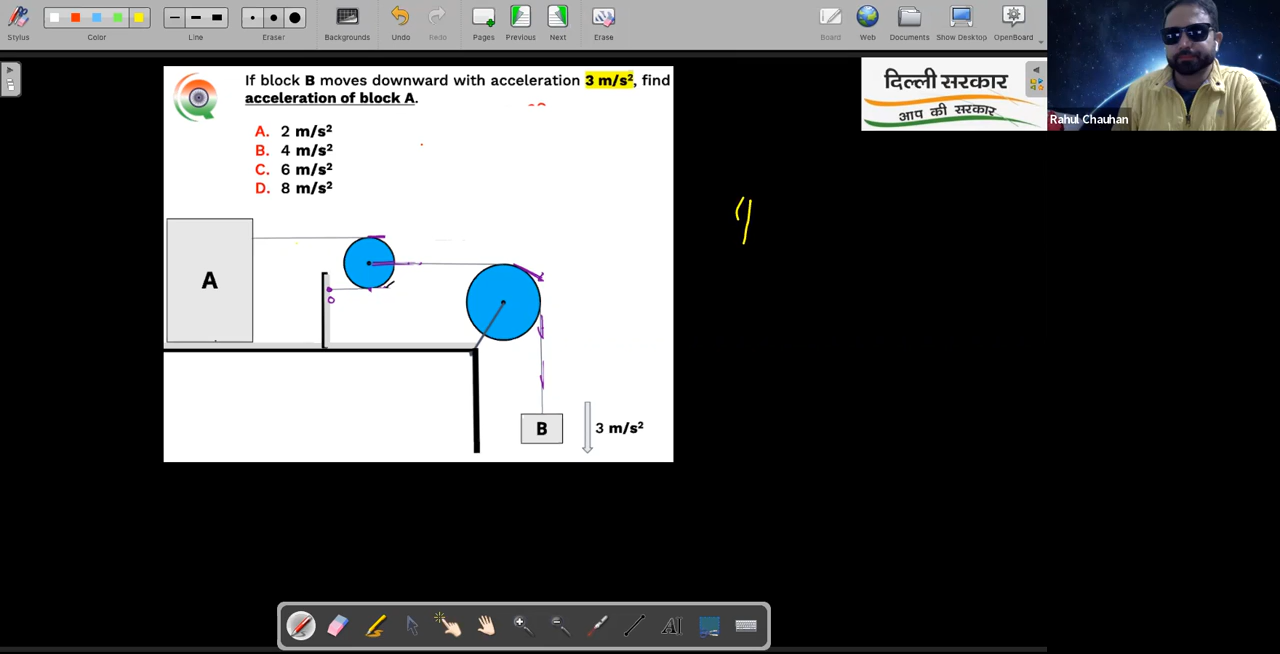 Stylus
Color
Line
Eraser
Backgrounds
Undo
Redo
Pages
Previous
Next
Erase
Board
Web
Documents
Show Desktop
OpenBoard
If block B moves downward with acceleration 3 m/s², find
acceleration of block A.
A. 2 m/s²
B. 4 m/s²
C. 6 m/s²
D. 8 m/s²
A
B
3 m/s²
दिल्ली सरकार
आप की सरकार
Rahul Chauhan
AI